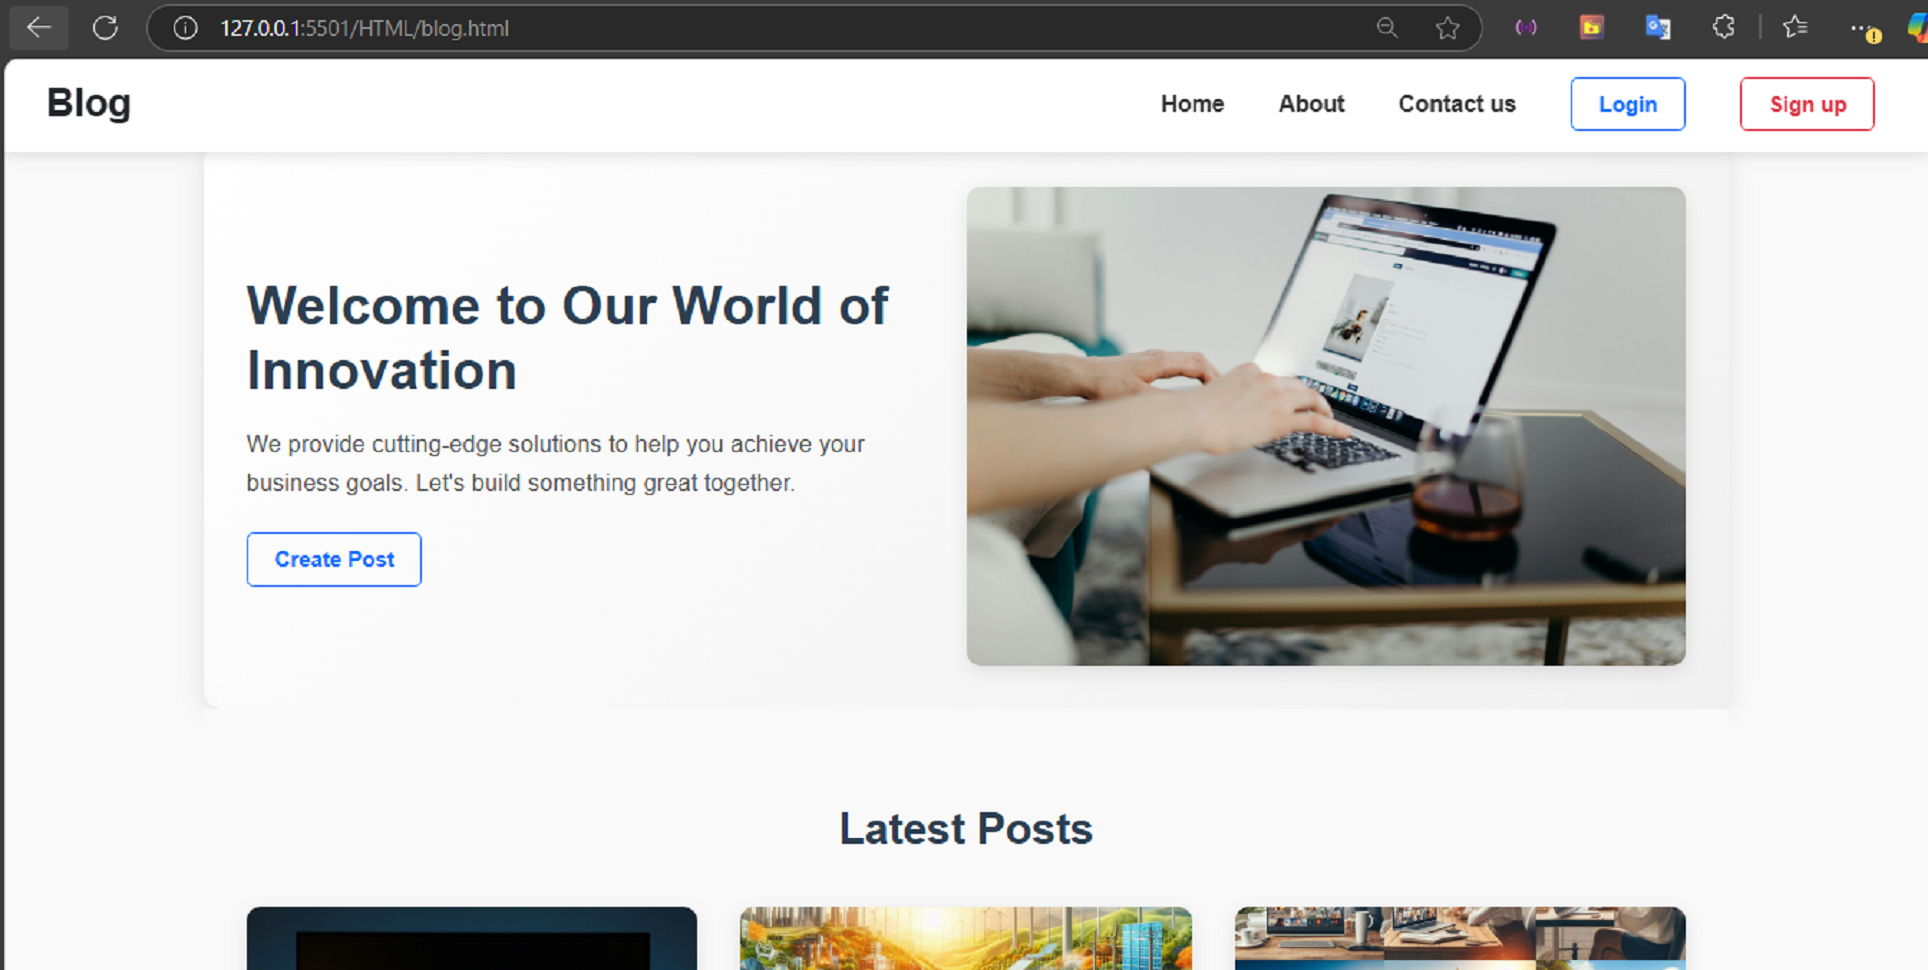 127.0.0.1:5501/HTML/blog.html
Blog
Home
About
Contact us
Login
Sign up
Welcome to Our World of
Innovation
We provide cutting-edge solutions to help you achieve your
business goals. Let's build something great together.
Create Post
Latest Posts